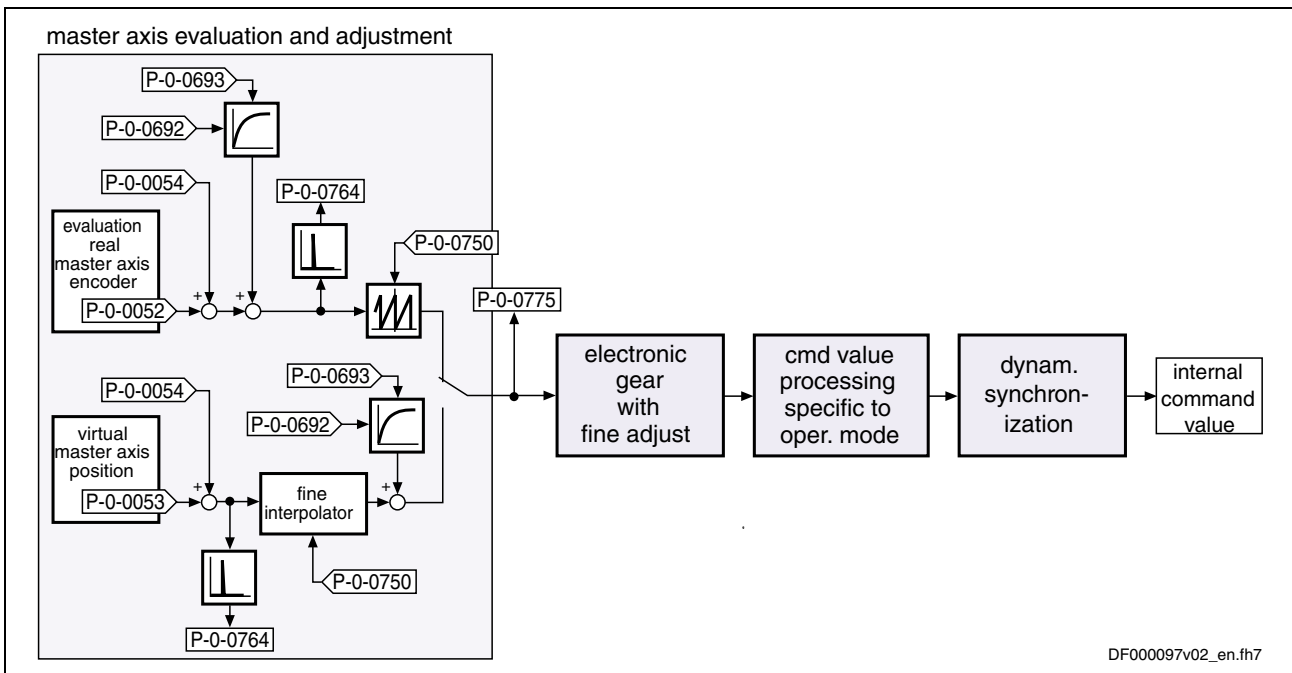 master axis evaluation and adjustment
P-0-0693
P-0-0692
P-0-0054
P-0-0764
evaluation
real
master axis
encoder
P-0-0052
P-0-0750
P-0-0775
P-0-0054
P-0-0693
P-0-0692
virtual
master axis
position
P-0-0053
fine
interpolator
P-0-0750
P-0-0764
electronic
gear
with
fine adjust
cmd value
processing
specific to
oper. mode
dynam.
synchron-
ization
internal
command
value
DF000097v02_en.fh7